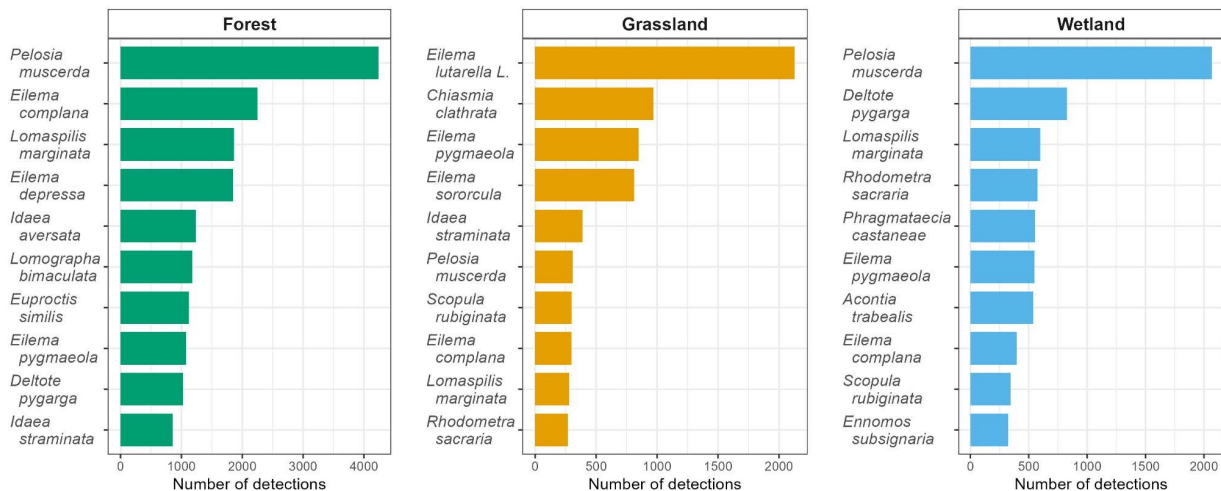 Forest
Pelosia
muscerda
Eilema
complana
Lomaspilis
marginata
Eilema
depressa
Idaea
aversata
Lomographa
bimaculata
Euproctis
similis
Eilema
pygmaeola
Deltote
pygarga
Idaea
straminata
0 1000 2000 3000 4000
Number of detections
Grassland
Eilema
lutarella L.
Chiasmia
clathrata
Eilema
pygmaeola
Eilema
sororcula
Idaea
straminata
Pelosia
muscerda
Scopula
rubiginata
Eilema
complana
Lomaspilis
marginata
Rhodometra
sacraria
0 500 1000 1500 2000
Number of detections
Wetland
Pelosia
muscerda
Deltote
pygarga
Lomaspilis
marginata
Rhodometra
sacraria
Phragmataecia
castaneae
Eilema
pygmaeola
Acontia
trabealis
Eilema
complana
Scopula
rubiginata
Ennomos
subsignaria
0 500 1000 1500 2000
Number of detections